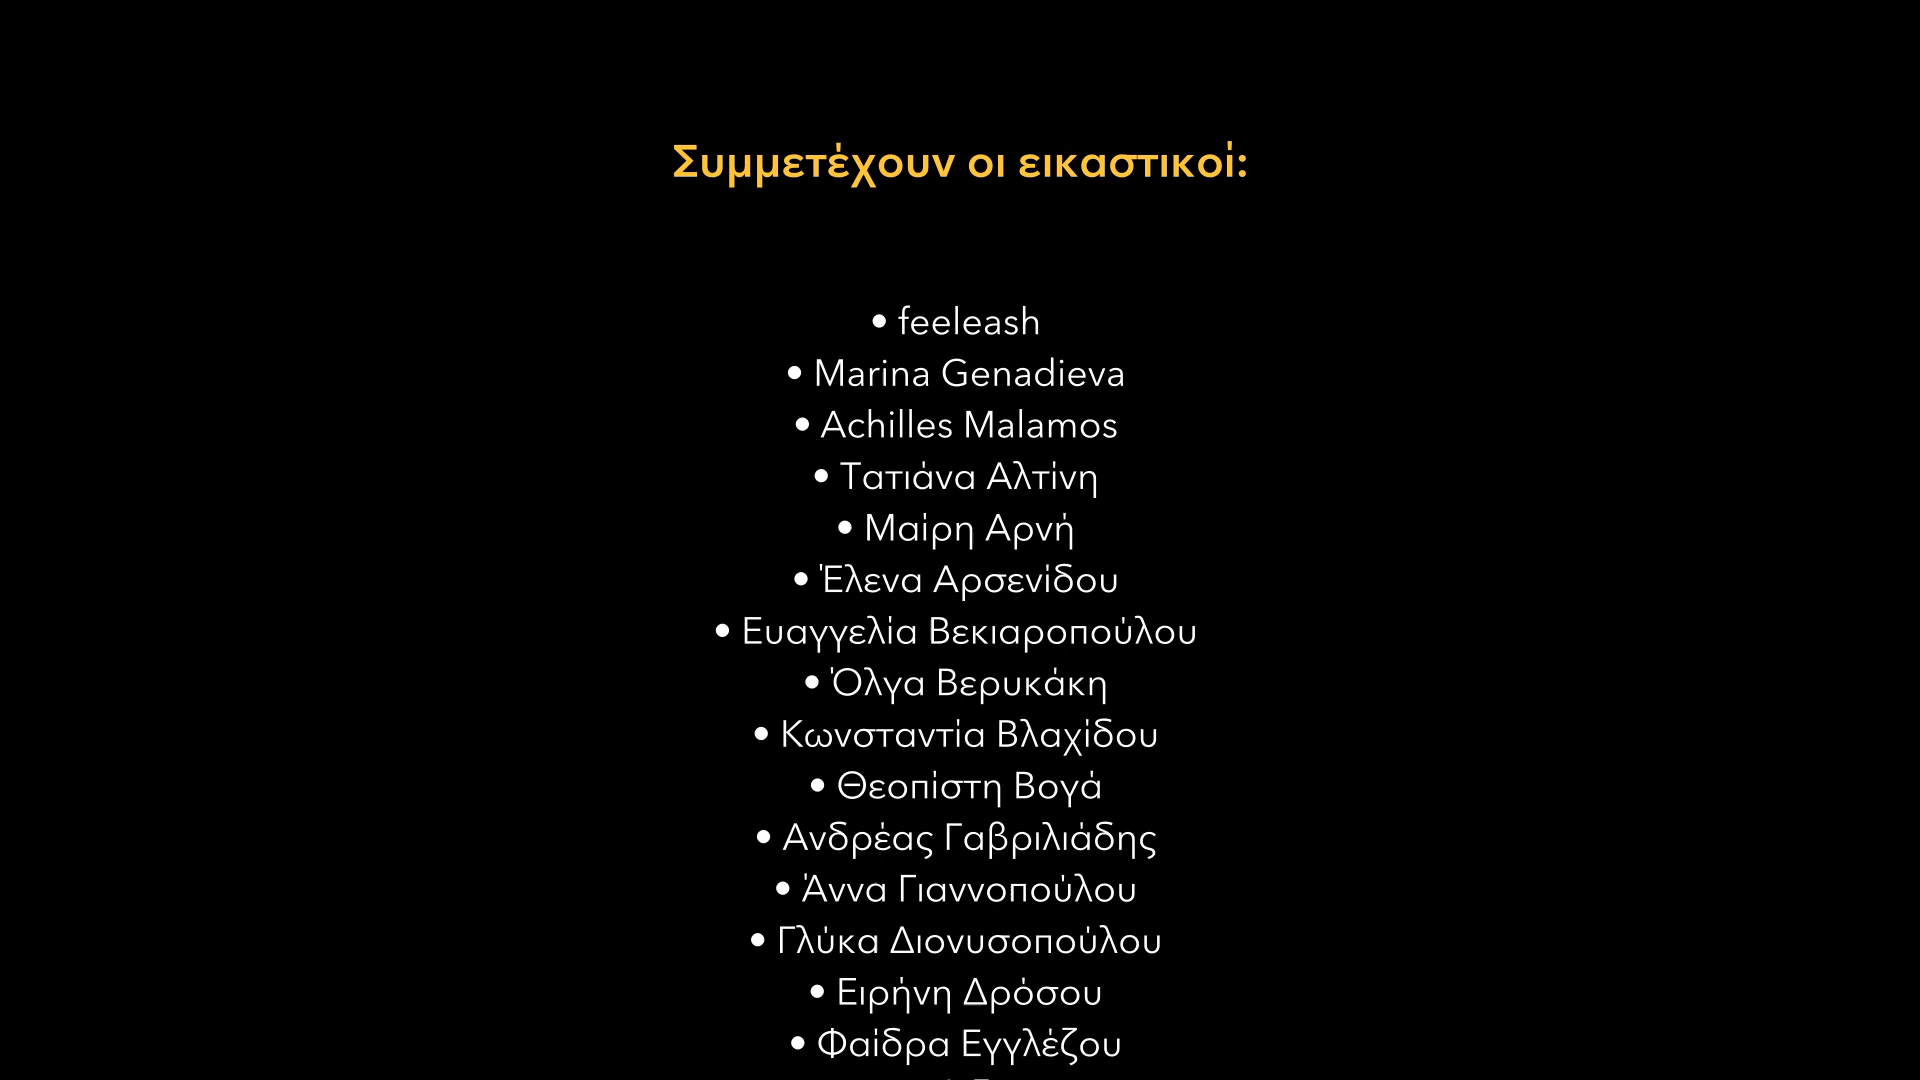 Συμμετέχουν οι εικαστικοί:
• feeleash
• Marina Genadieva
• Achilles Malamos
• Τατιάνα Αλτίνη
• Μαίρη Αρνή
• Έλενα Αρσενίδου
• Ευαγγελία Βεκιαροπούλου
• Όλγα Βερυκάκη
• Κωνσταντία Βλαχίδου
• Θεοπίστη Βογά
• Ανδρέας Γαβριλιάδης
• Άννα Γιαννοπούλου
• Γλύκα Διονυσοπούλου
• Ειρήνη Δρόσου
• Φαίδρα Εγγλέζου